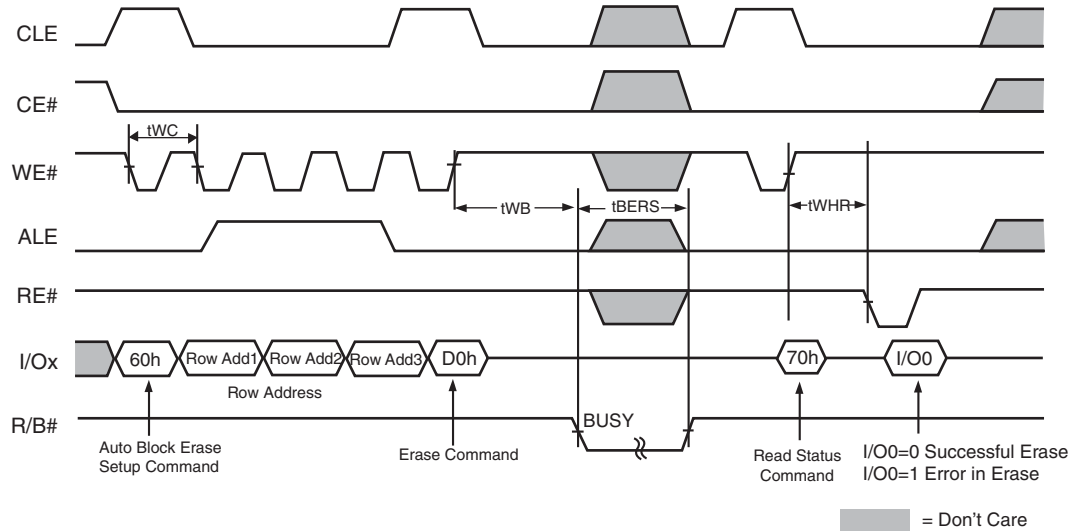 CLE
CE#
tWC
WE#
tWB
tBERS
tWHR
ALE
RE#
I/Ox
60h
Row Add1
Row Add2
Row Add3
D0h
70h
I/O0
Row Address
R/B#
BUSY
Auto Block Erase
Setup Command
Erase Command
Read Status
Command
I/O0=0 Successful Erase
I/O0=1 Error in Erase
= Don't Care